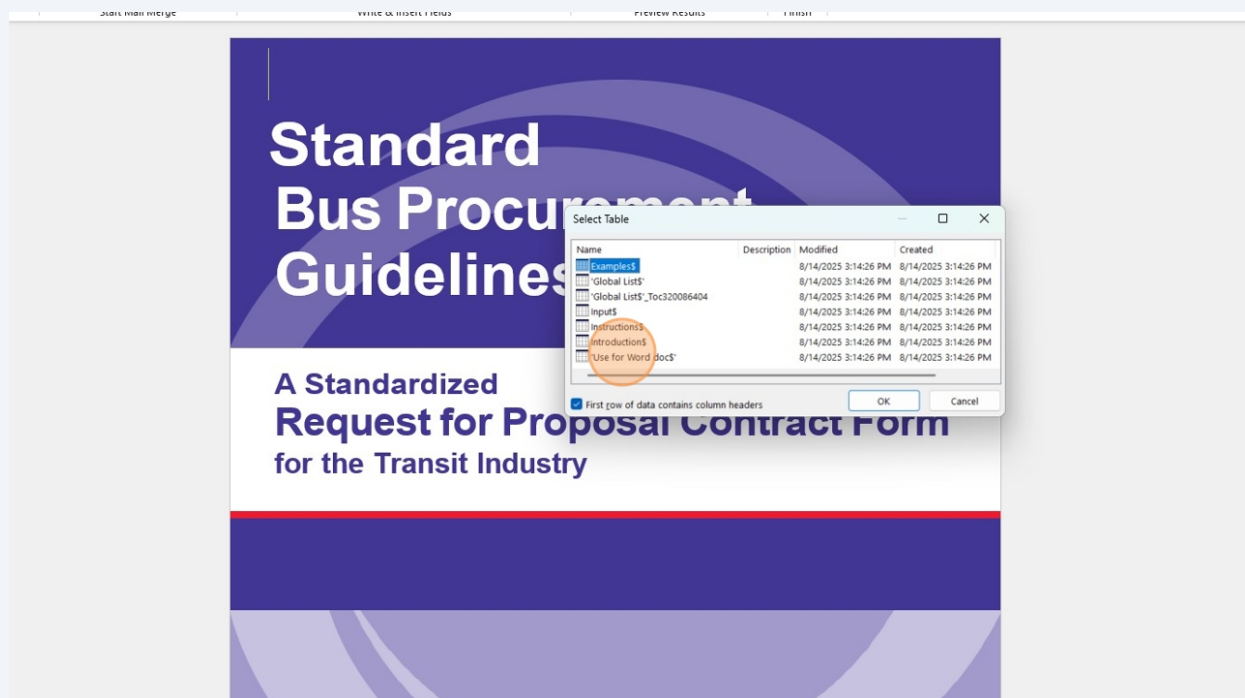 Start Mail Merge Write & Insert Fields Preview Results Finish
Standard
Bus Procurement
Guidelines
Select Table
Name Description Modified Created
Examples$ 8/14/2025 3:14:26 PM 8/14/2025 3:14:26 PM
'Global List$' 8/14/2025 3:14:26 PM 8/14/2025 3:14:26 PM
'Global List$'_Toc320086404 8/14/2025 3:14:26 PM 8/14/2025 3:14:26 PM
Input$ 8/14/2025 3:14:26 PM 8/14/2025 3:14:26 PM
Instructions$ 8/14/2025 3:14:26 PM 8/14/2025 3:14:26 PM
Introduction$ 8/14/2025 3:14:26 PM 8/14/2025 3:14:26 PM
'Use for Word doc$' 8/14/2025 3:14:26 PM 8/14/2025 3:14:26 PM
First row of data contains column headers OK Cancel
A Standardized
Request for Proposal Contract Form
for the Transit Industry